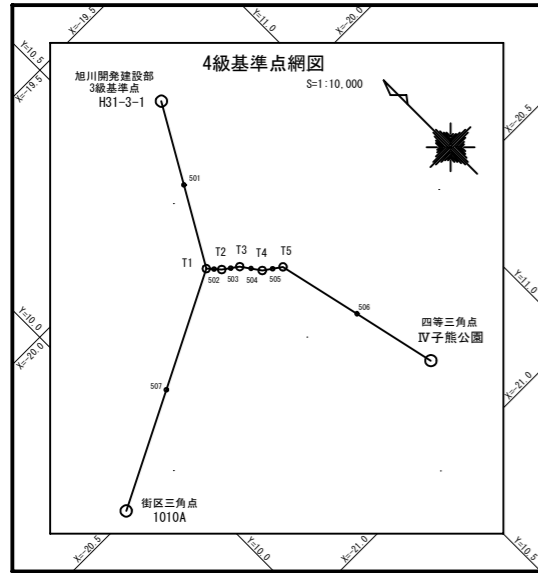 X=-19.5
Y=11.0
X=-20.0
Y=10.5
X=-19.5
4級基準点網図
S=1:10,000
旭川開発建設部
3級基準点
H31-3-1
X=-20.5
501
T1
T2
T3
T4
T5
502
503
504
505
506
Y=11.0
四等三角点
Ⅳ子熊公園
Y=10.0
X=-20.0
507
X=-21.0
街区三角点
1010A
X=-20.5
Y=10.0
X=-21.0
Y=10.5